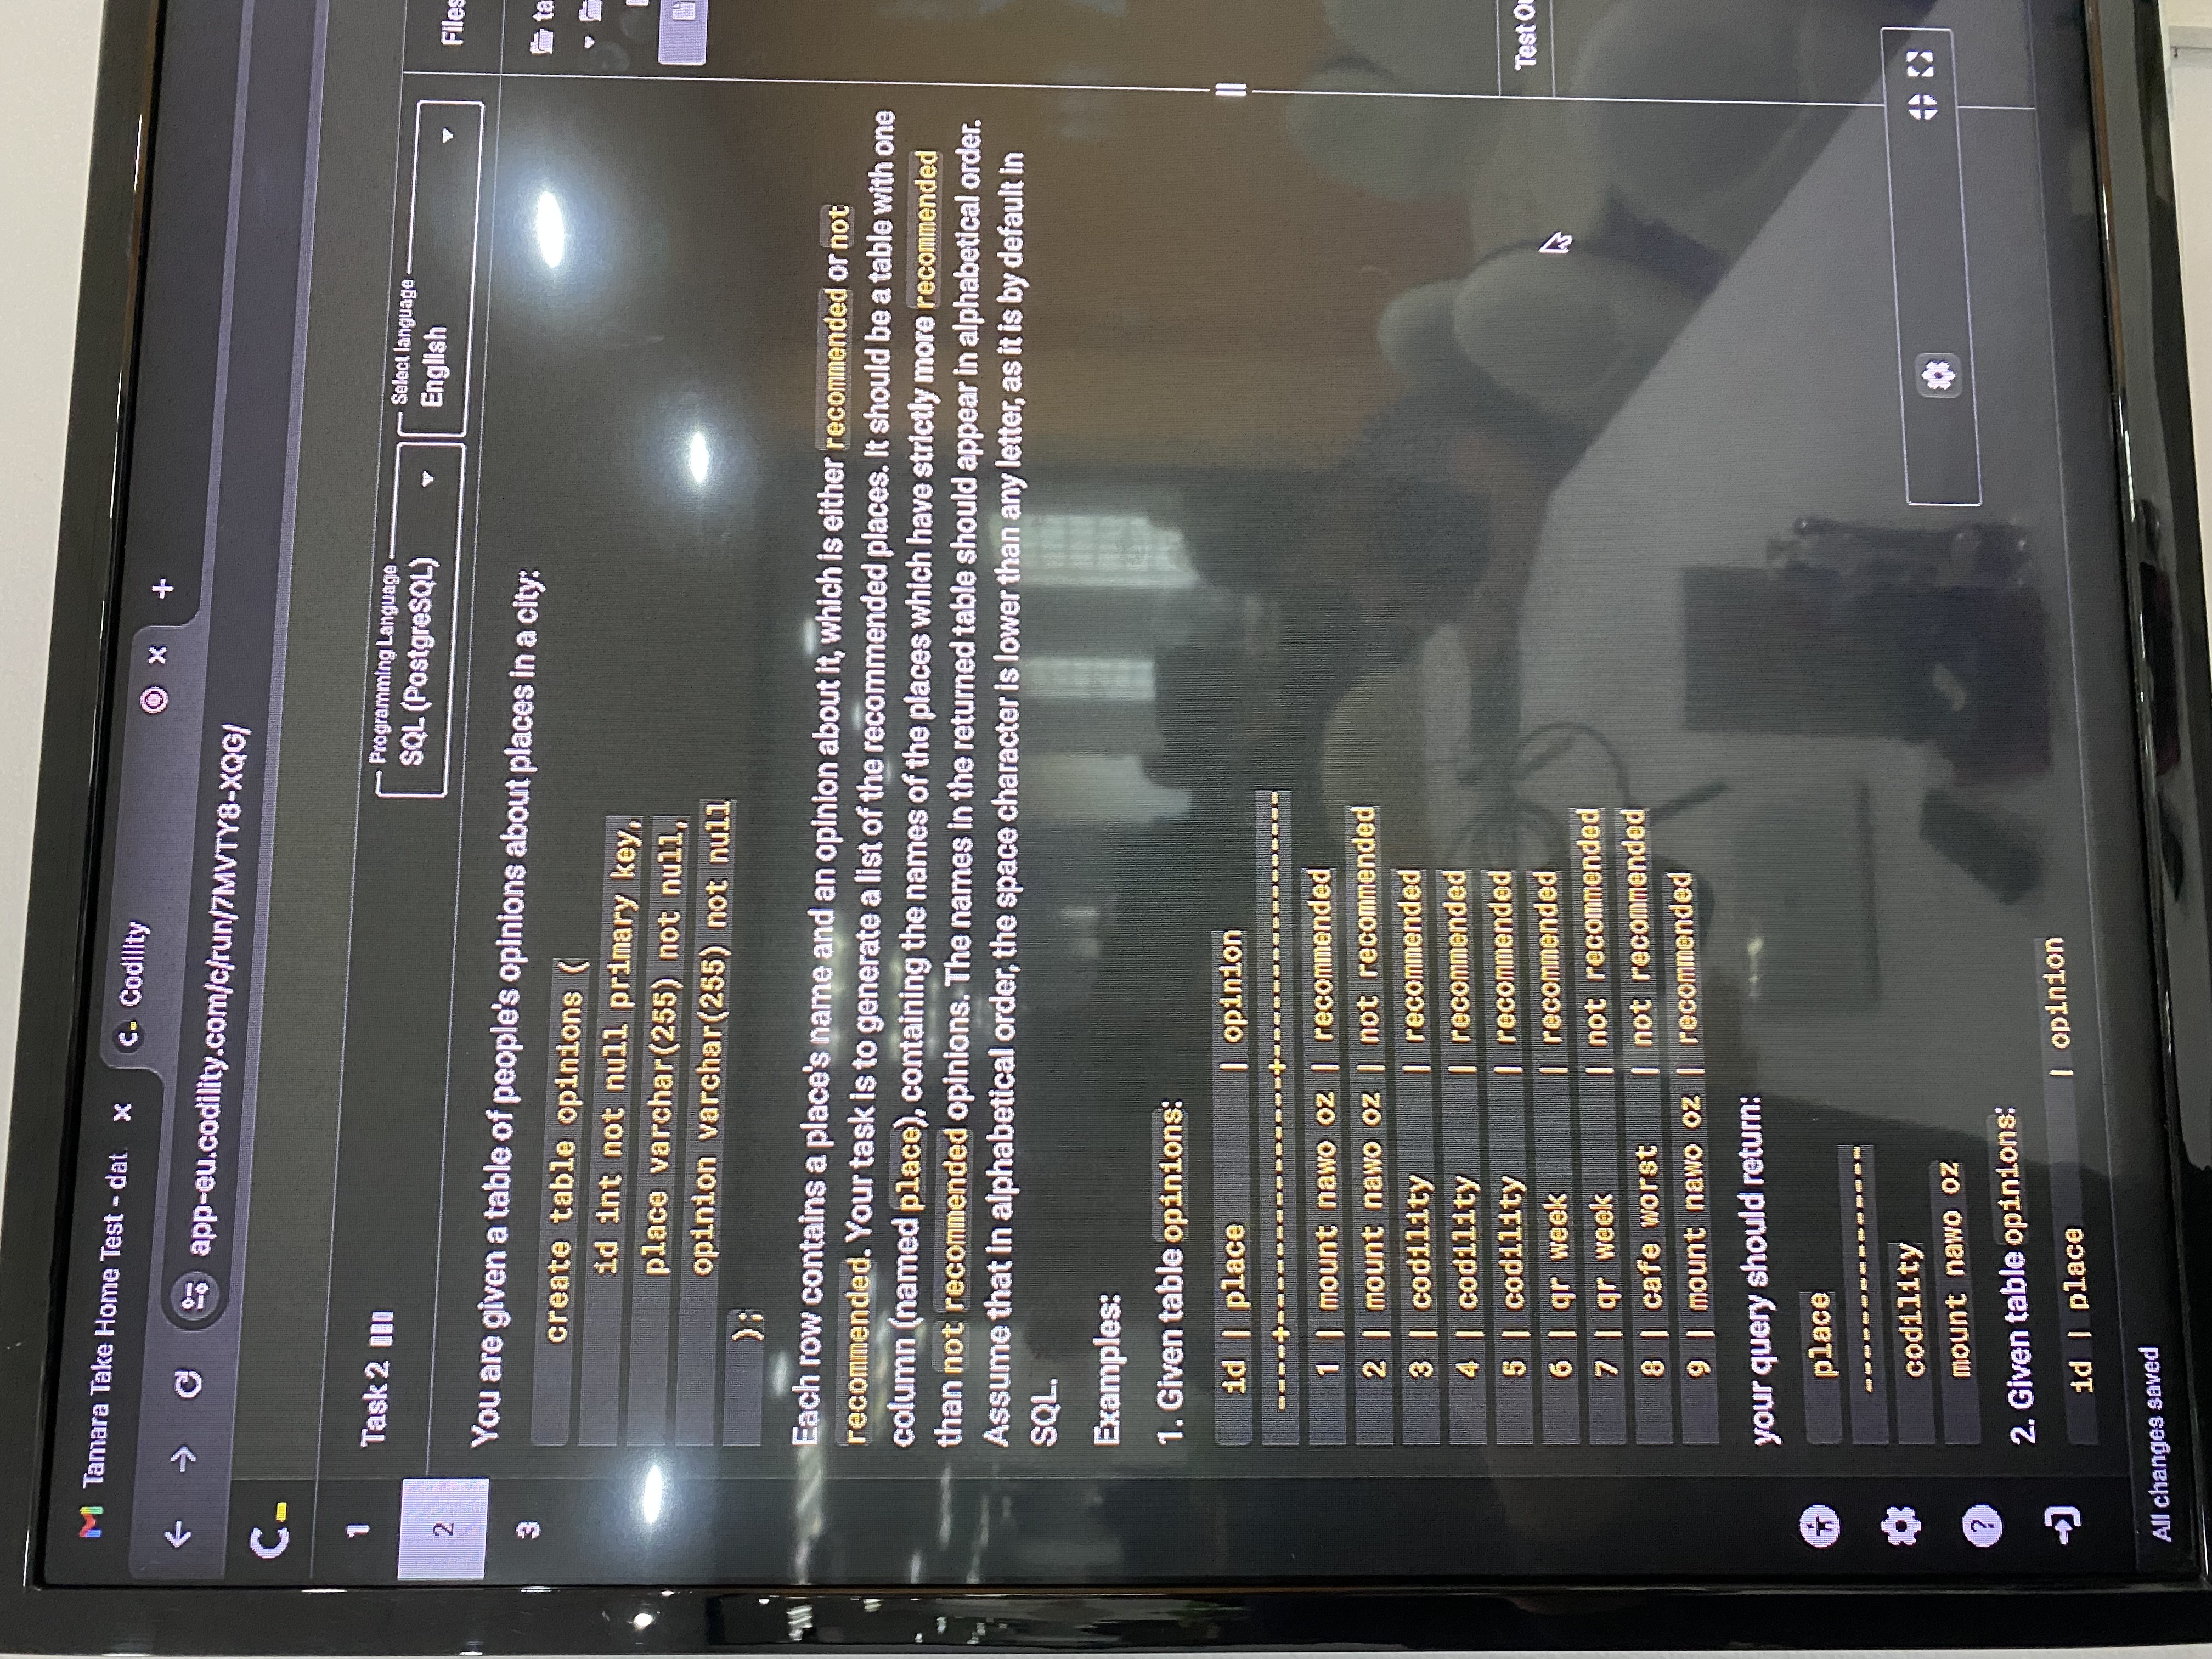 Tamara Take Home Test - dat
Codility
app-eu.codility.com/c/run/7MVTY8-XQG/
1
2
3
Task 2
Programming Language
SQL (PostgreSQL)
Select language
English
Files
You are given a table of people's opinions about places in a city:
create table opinions (
id int not null primary key,
place varchar(255) not null,
opinion varchar(255) not null
);
Each row contains a place's name and an opinion about it, which is either recommended or not
recommended. Your task is to generate a list of the recommended places. It should be a table with one
column (named place), containing the names of the places which have strictly more recommended
than not recommended opinions. The names in the returned table should appear in alphabetical order.
Assume that in alphabetical order, the space character is lower than any letter, as it is by default in
SQL.
Examples:
1. Given table opinions:
id | place | opinion
----+---------------+----------------
1 | mount nawo oz | recommended
2 | mount nawo oz | not recommended
3 | codility | recommended
4 | codility | recommended
5 | codility | recommended
6 | qr week | recommended
7 | qr week | not recommended
8 | cafe worst | not recommended
9 | mount nawo oz | recommended
your query should return:
place
---------------
codility
mount nawo oz
2. Given table opinions:
id | place | opinion
ta
Test Ou
All changes saved